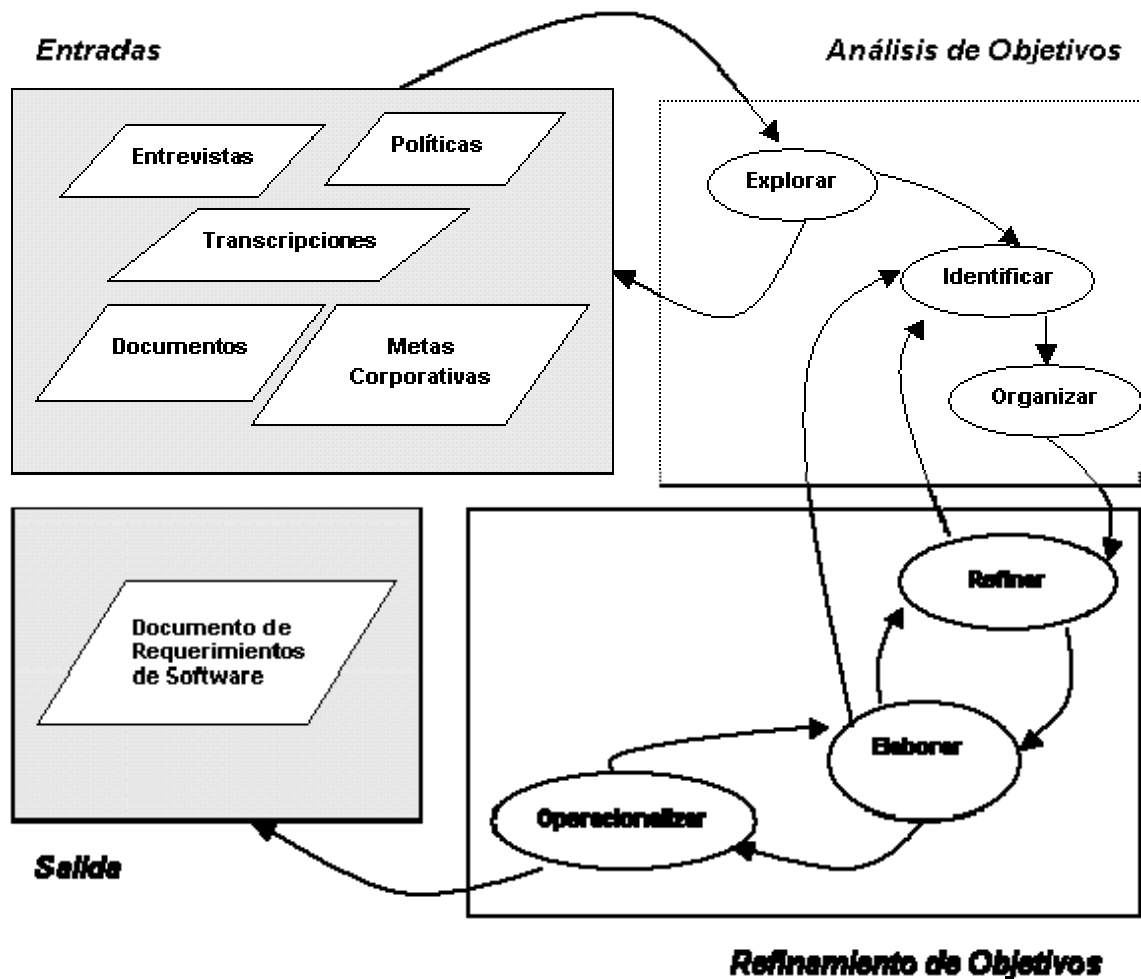 Entradas
Análisis de Objetivos
Entrevistas
Políticas
Transcripciones
Documentos
Metas
Corporativas
Explorar
Identificar
Organizar
Documento de
Requerimientos
de Software
Refinar
Elaborar
Operacionalizar
Salida
Refinamiento de Objetivos